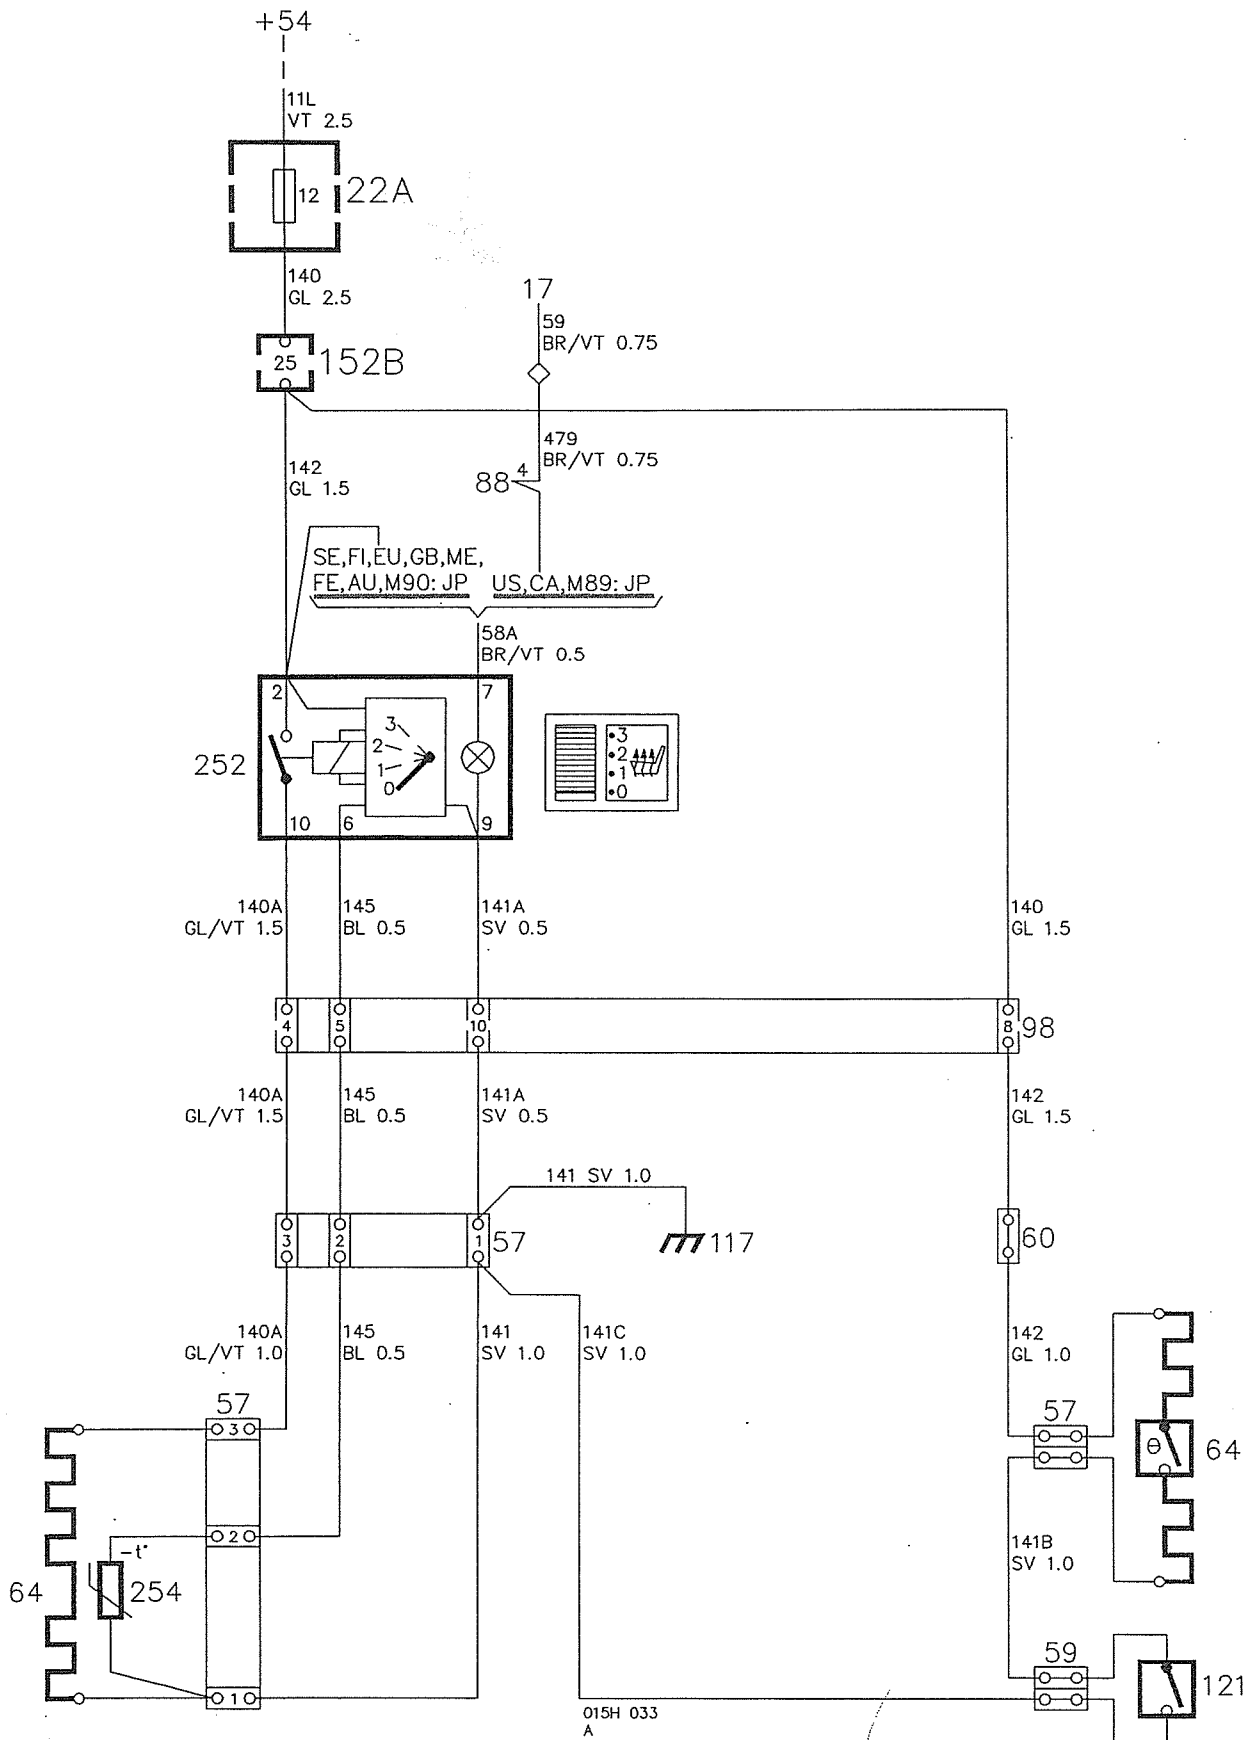 +54
11L
VT 2.5
12
22A
140
GL 2.5
17
59
BR/VT 0.75
25
152B
479
BR/VT 0.75
142
GL 1.5
88
4
SE,FI,EU,GB,ME,
FE,AU,M90: JP
US,CA,M89: JP
58A
BR/VT 0.5
2
7
3
2
1
0
252
10
6
9
3
2
1
0
140A
GL/VT 1.5
145
BL 0.5
141A
SV 0.5
140
GL 1.5
4
5
10
8
98
140A
GL/VT 1.5
145
BL 0.5
141A
SV 0.5
142
GL 1.5
141 SV 1.0
3
2
1
57
117
60
140A
GL/VT 1.0
145
BL 0.5
141
SV 1.0
141C
SV 1.0
142
GL 1.0
57
3
57
θ
64
2
-t°
141B
SV 1.0
64
254
59
1
121
015H 033
A